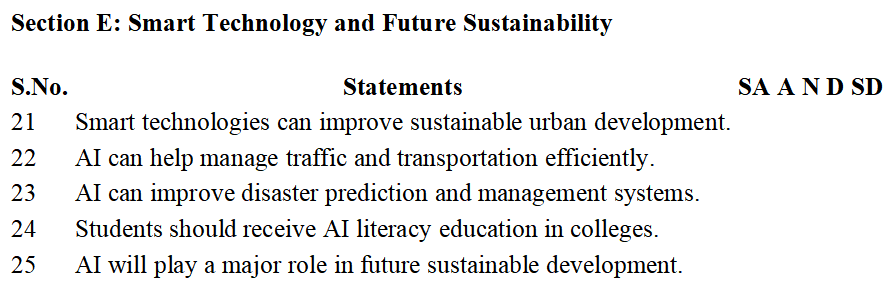 Section E: Smart Technology and Future Sustainability
S.No. Statements SA A N D SD
21 Smart technologies can improve sustainable urban development.
22 AI can help manage traffic and transportation efficiently.
23 AI can improve disaster prediction and management systems.
24 Students should receive AI literacy education in colleges.
25 AI will play a major role in future sustainable development.